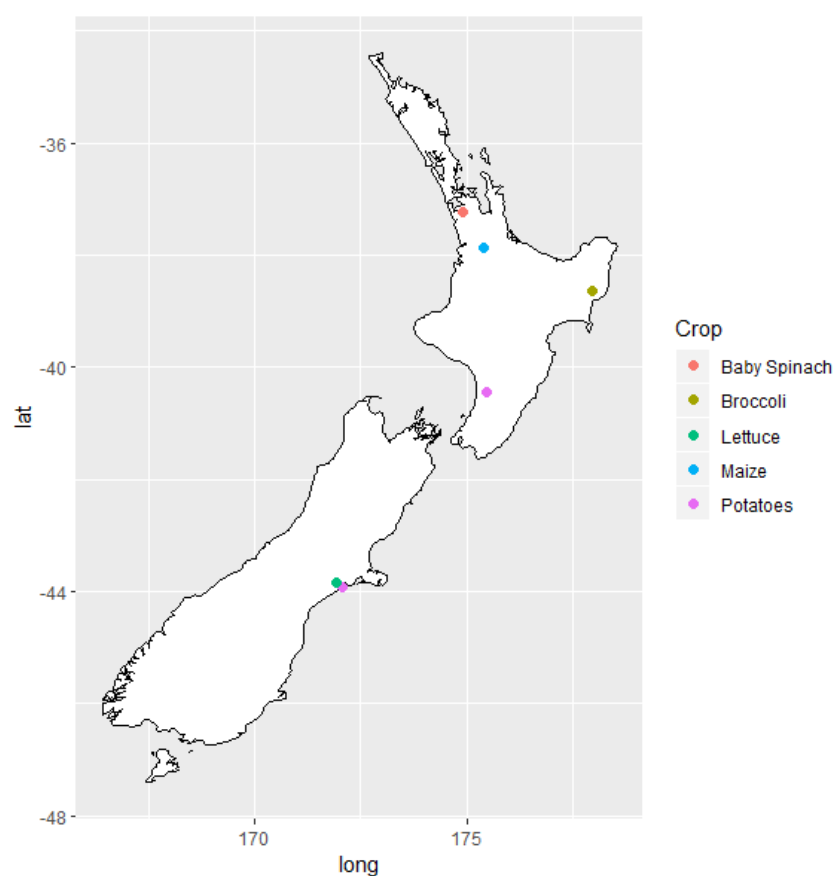 -36
-40
-44
-48
lat
170
175
long
Crop
Baby Spinach
Broccoli
Lettuce
Maize
Potatoes